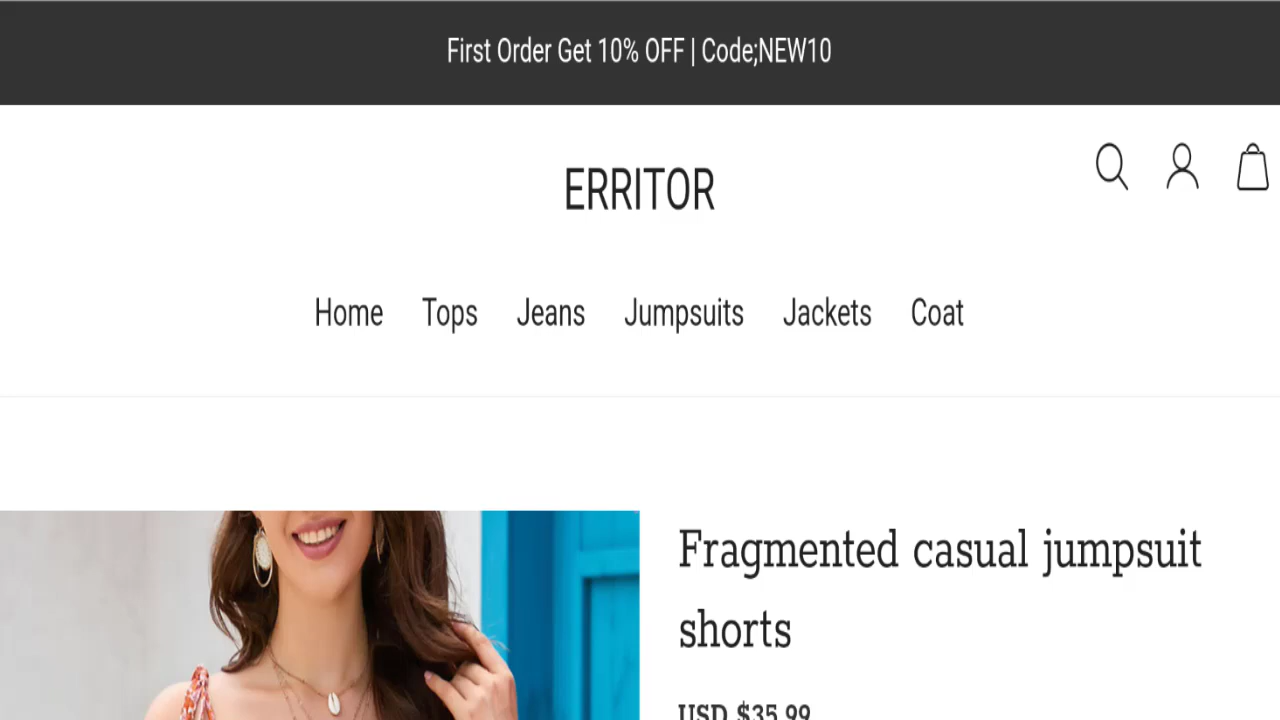 First Order Get 10% OFF | Code;NEW10
ERRITOR
Home Tops Jeans Jumpsuits Jackets Coat
Fragmented casual jumpsuit
shorts
USD $35.99